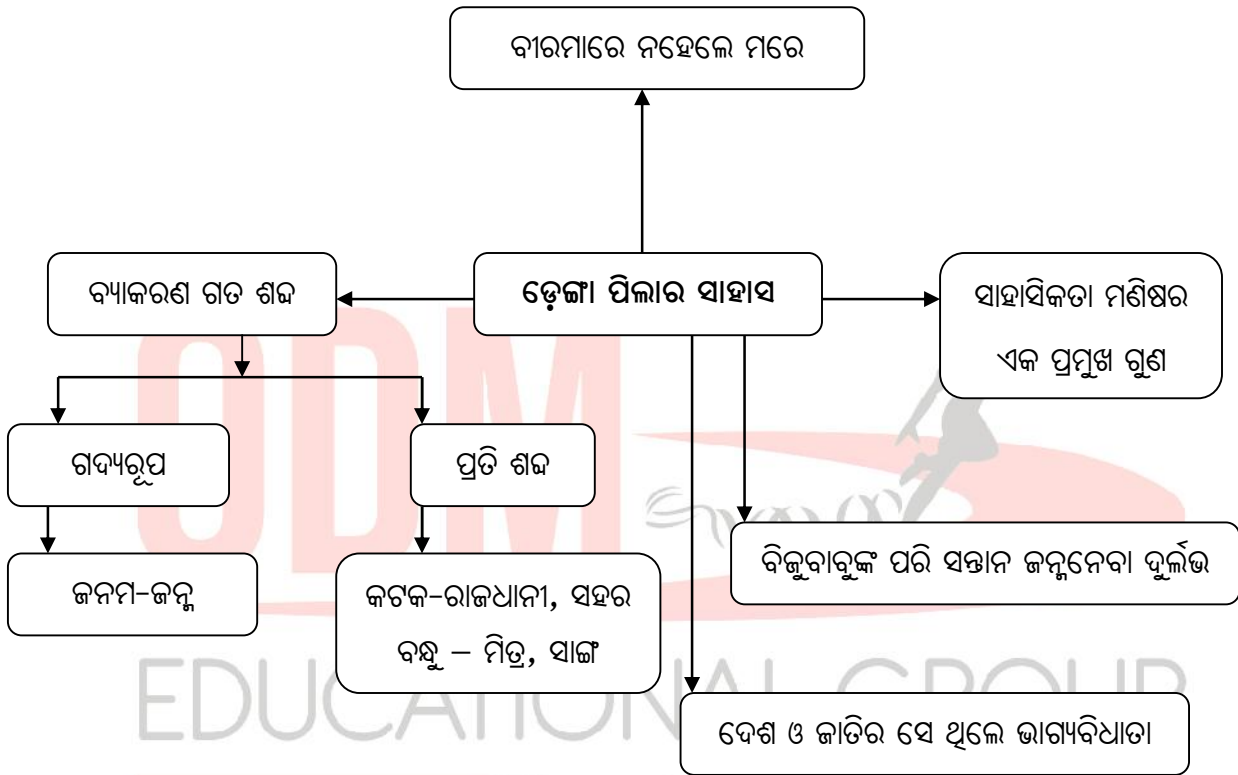 ବୀରମାରେ ନହେଲେ ମରେ
ବ୍ୟାକରଣ ଗତ ଶବ୍ଦ
ଡ଼େଙ୍ଗା ପିଲାର ସାହାସ
ସାହାସିକତା ମଣିଷର
ଏକ ପ୍ରମୁଖ ଗୁଣ
ଗଦ୍ୟରୂପ
ପ୍ରତି ଶବ୍ଦ
ବିଜୁବାବୁଙ୍କ ପରି ସନ୍ତାନ ଜନ୍ମନେବା ଦୁର୍ଲଭ
ଜନମ-ଜନ୍ମ
କଟକ-ରାଜଧାନୀ, ସହର
ବନ୍ଧୁ – ମିତ୍ର, ସାଙ୍ଗ
ଦେଶ ଓ ଜାତିର ସେ ଥିଲେ ଭାଗ୍ୟବିଧାତା
ODM
EDUCATIONAL GROUP